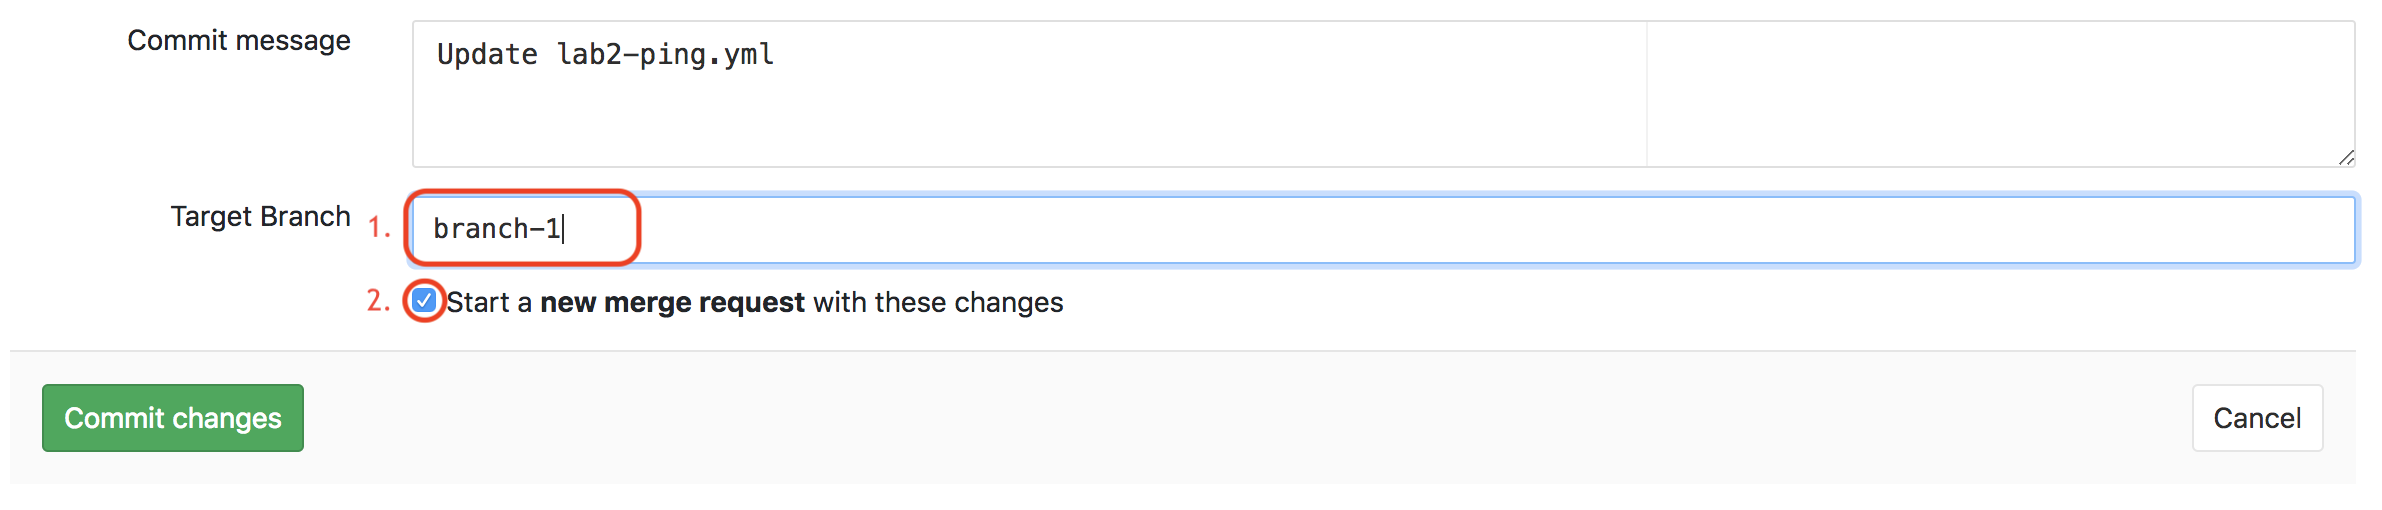 Commit message
Update lab2-ping.yml
Target Branch
1.
branch-1
2.
Start a new merge request with these changes
Commit changes
Cancel